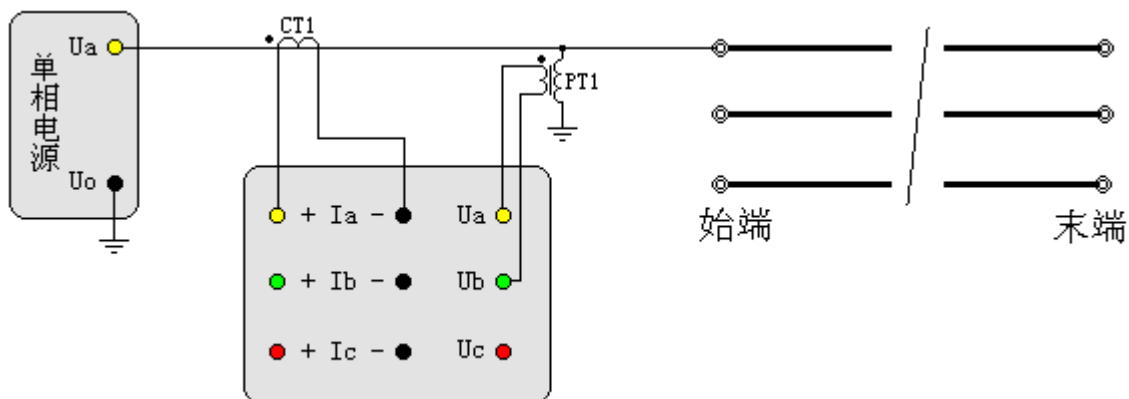 CT1
Ua
单相电源
PT1
Uo
+ Ia -
Ua
始端
末端
+ Ib -
Ub
+ Ic -
Uc